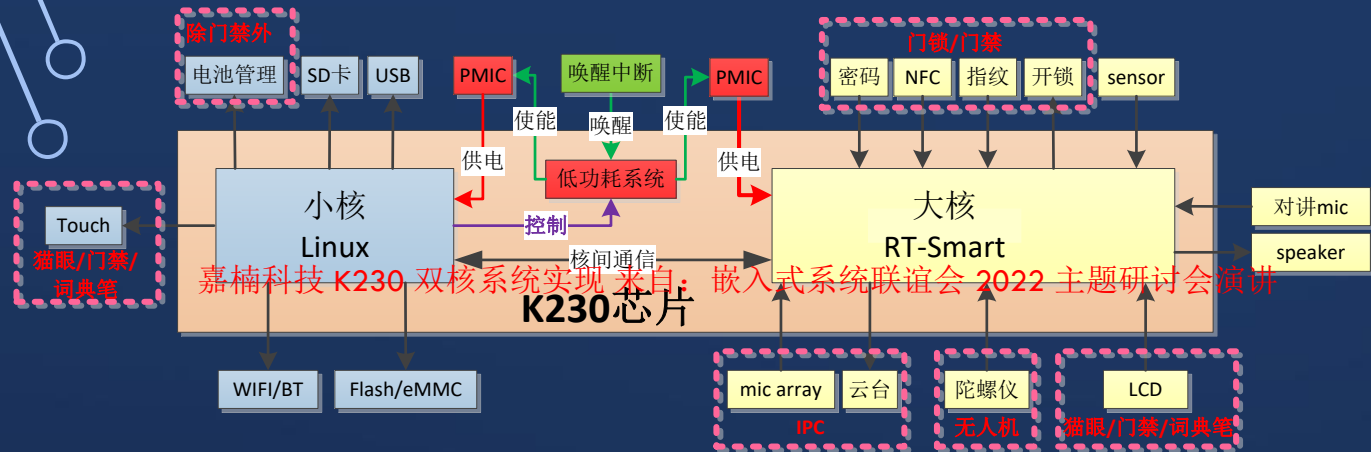 除门禁外
门锁/门禁
电池管理
SD卡
USB
PMIC
唤醒中断
PMIC
密码
NFC
指纹
开锁
sensor
使能
唤醒
使能
供电
供电
低功耗系统
小核
Linux
大核
RT-Smart
Touch
猫眼/门禁/
词典笔
控制
核间通信
对讲mic
speaker
嘉楠科技 K230 双核系统实现 来自：嵌入式系统联谊会 2022 主题研讨会演讲
K230芯片
WIFI/BT
Flash/eMMC
mic array
云台
IPC
陀螺仪
无人机
LCD
猫眼/门禁/词典笔